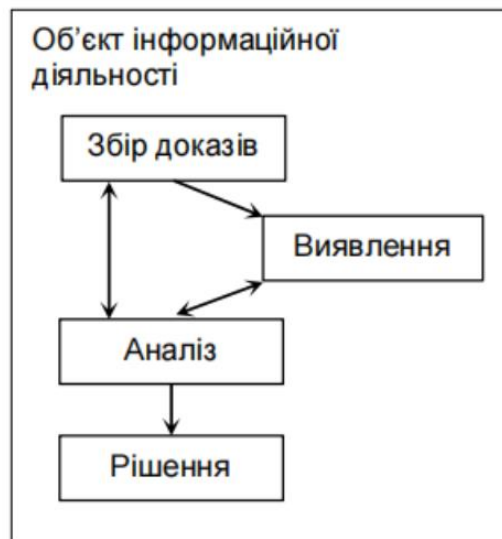 Об’єкт інформаційної
діяльності
Збір доказів
Виявлення
Аналіз
Рішення